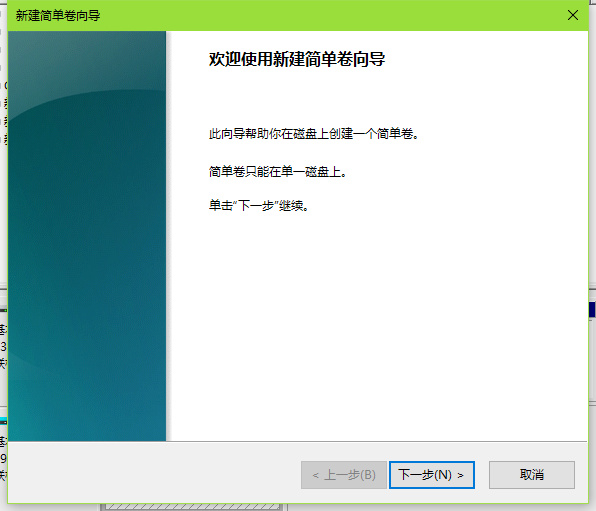 新建简单卷向导
欢迎使用新建简单卷向导
此向导帮助你在磁盘上创建一个简单卷。
简单卷只能在单一磁盘上。
单击“下一步”继续。
< 上一步(B)
下一步(N) >
取消